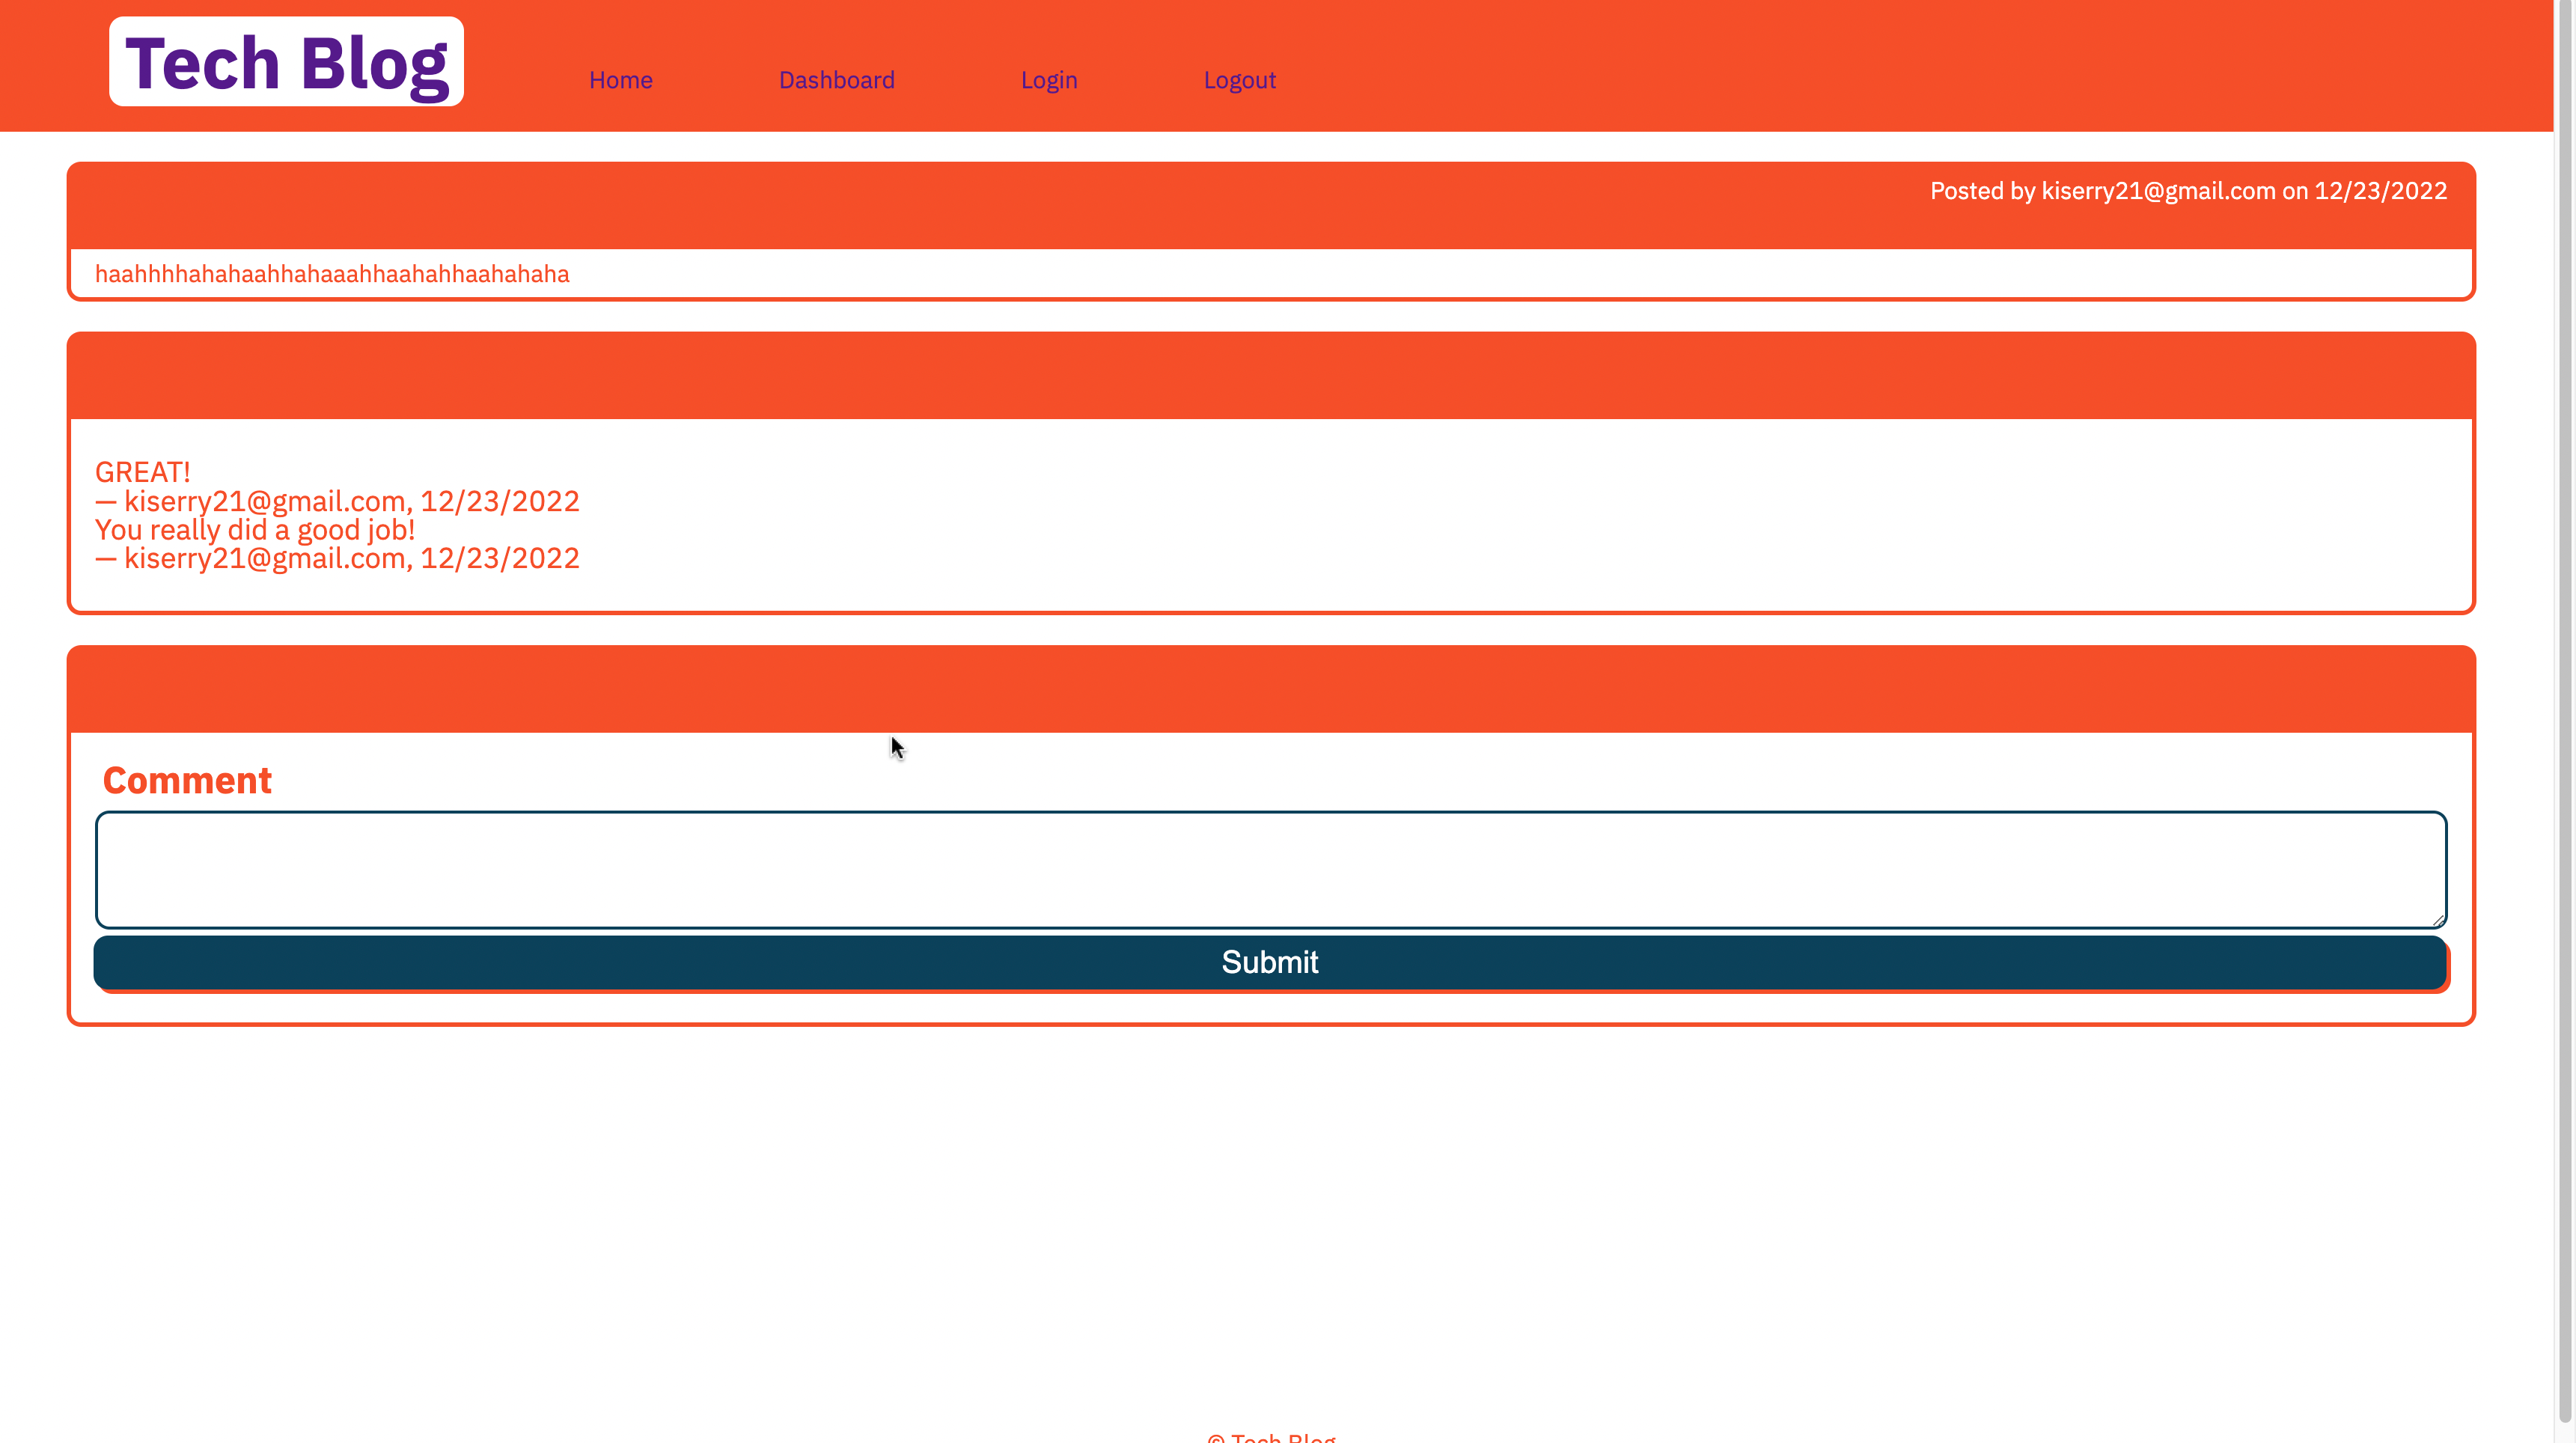 Tech Blog
Home Dashboard Login Logout
Posted by kiserry21@gmail.com on 12/23/2022
haahhhhahahaahhahaaahhaahahhaahahaha
GREAT!
— kiserry21@gmail.com, 12/23/2022
You really did a good job!
— kiserry21@gmail.com, 12/23/2022
Comment
Submit
© Tech Blog